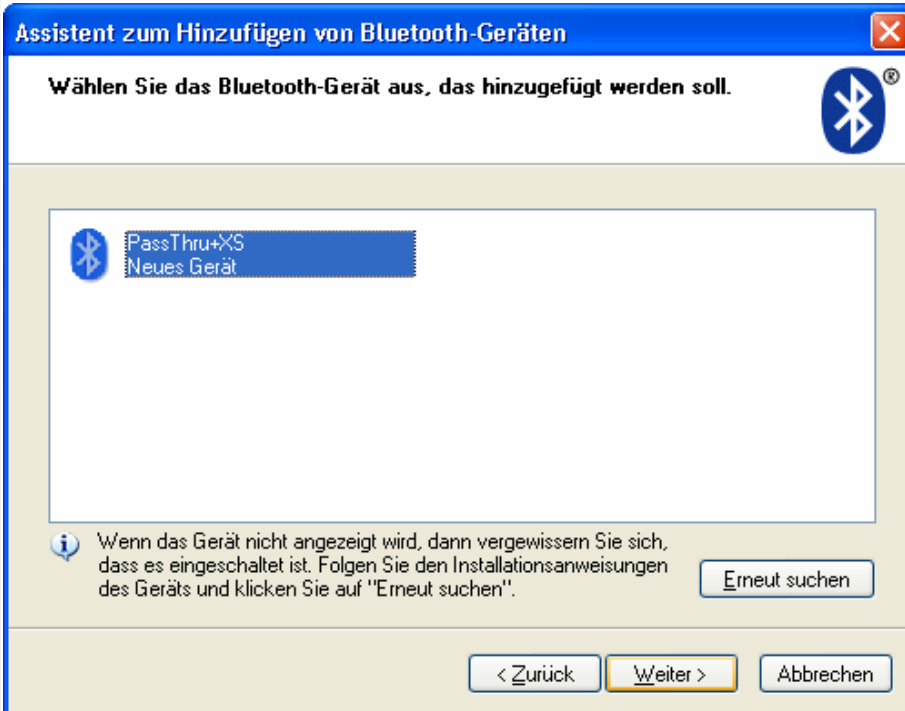 Assistent zum Hinzufügen von Bluetooth-Geräten
Wählen Sie das Bluetooth-Gerät aus, das hinzugefügt werden soll.
®
PassThru+XS
Neues Gerät
Wenn das Gerät nicht angezeigt wird, dann vergewissern Sie sich,
dass es eingeschaltet ist. Folgen Sie den Installationsanweisungen
des Geräts und klicken Sie auf "Erneut suchen".
Erneut suchen
< Zurück
Weiter >
Abbrechen